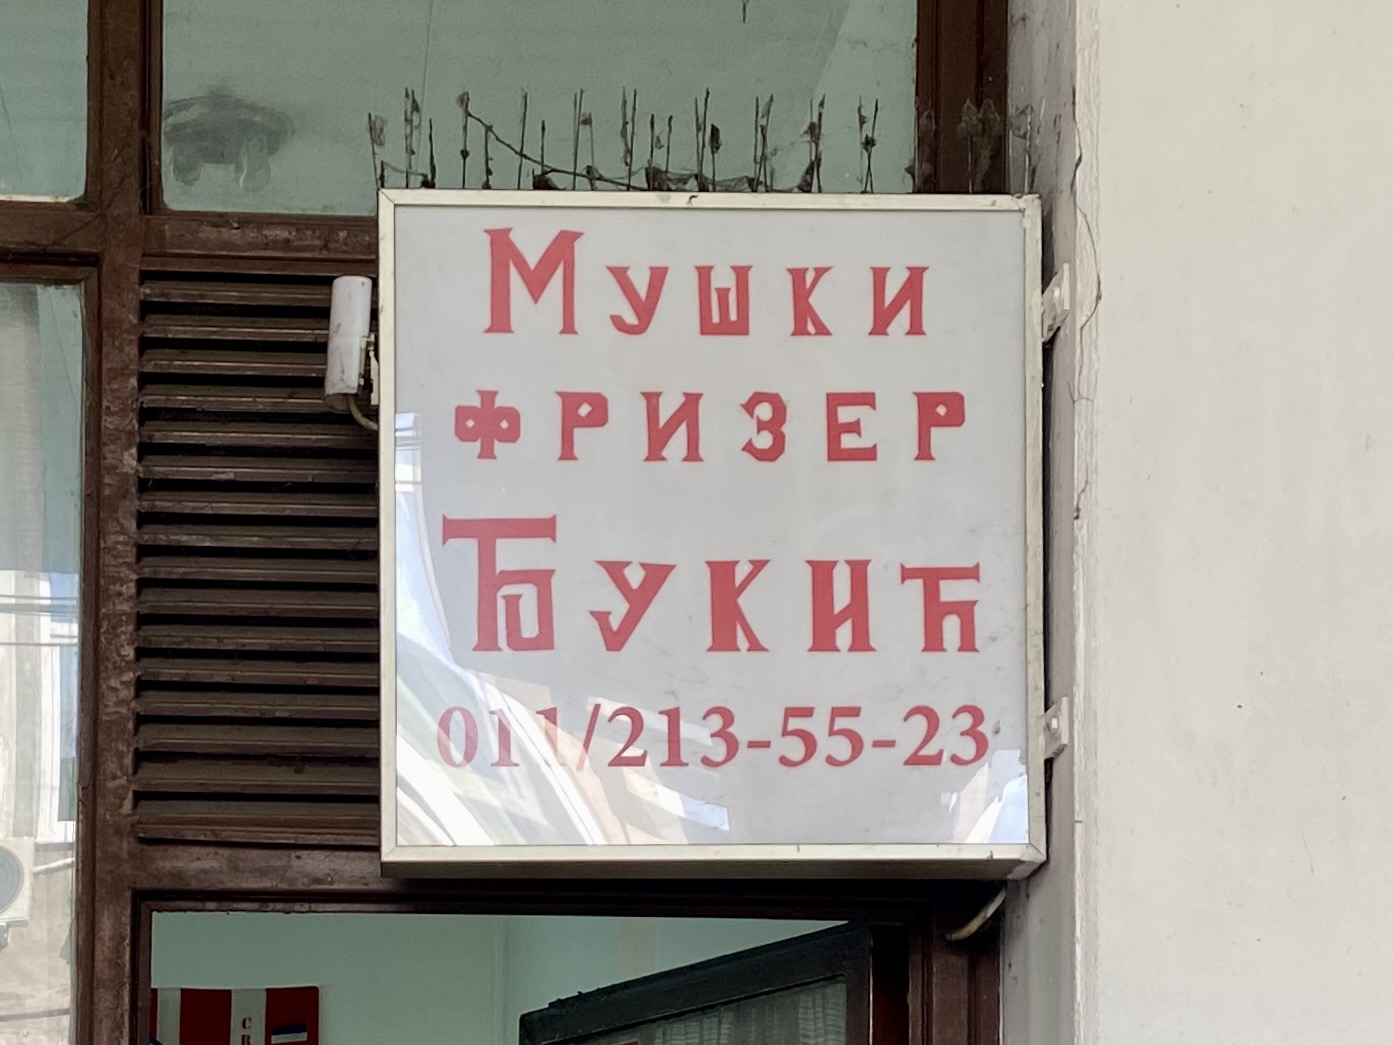 Мушки
фризер
Ђукић
011/213-55-23